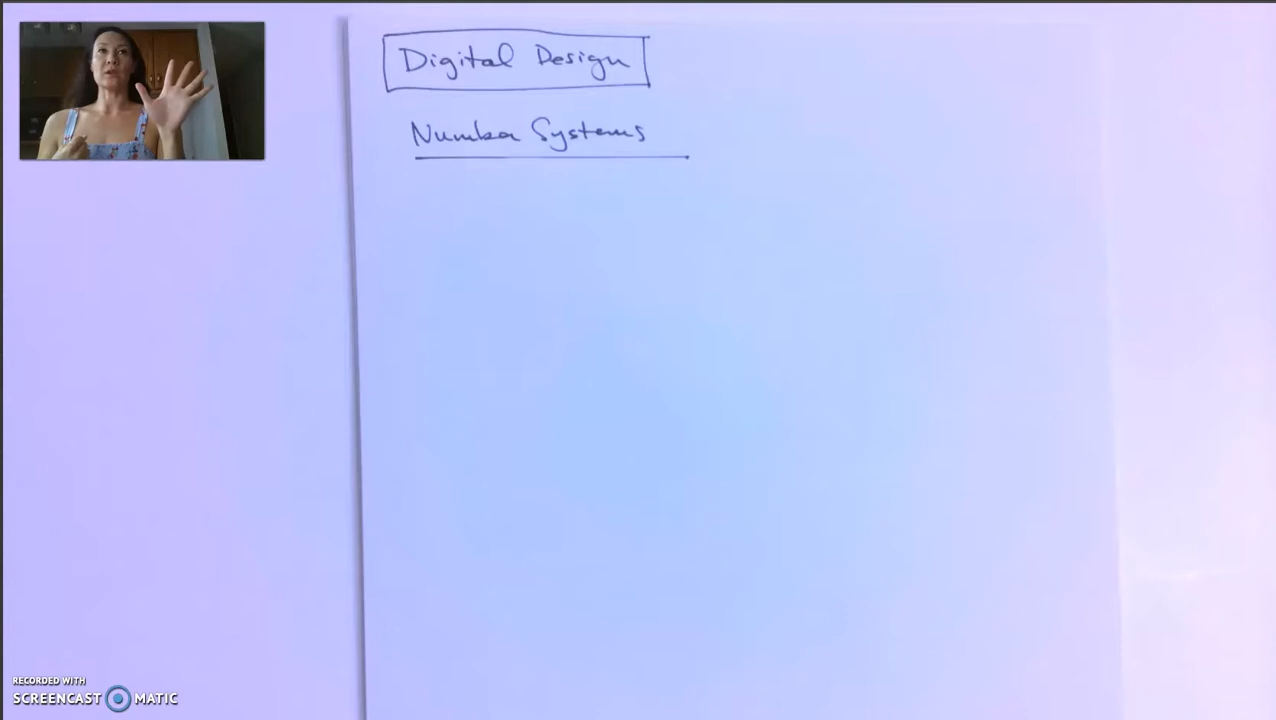 Digital Design
Number Systems
RECORDED WITH
SCREENCAST MATIC